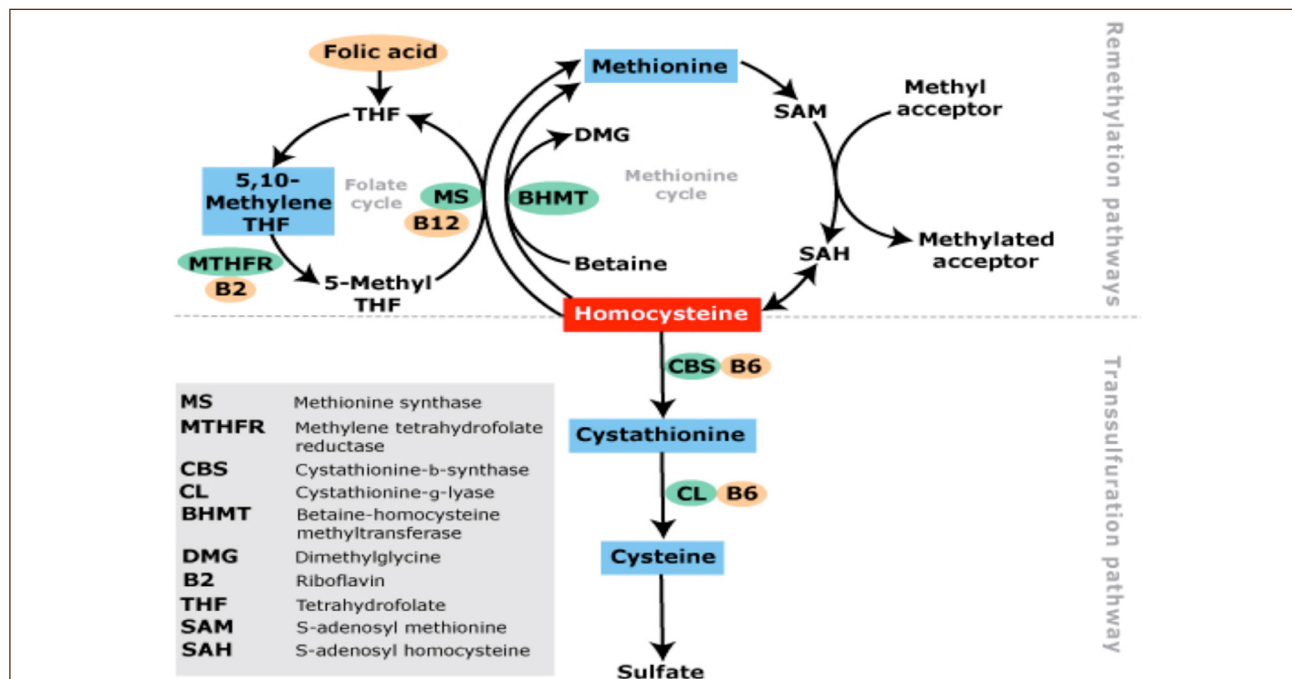 Folic acid
THF
5,10-
Methylene
THF
Folate
cycle
MS
B12
MTHFR
B2
5-Methyl
THF
Methionine
DMG
BHMT
Betaine
Methionine
cycle
SAM
Methyl
acceptor
SAH
Methylated
acceptor
Homocysteine
Remethylation pathways
CBS B6
Cystathionine
CL B6
Cysteine
Sulfate
Transsulfuration pathway
MS Methionine synthase
MTHFR Methylene tetrahydrofolate
reductase
CBS Cystathionine-b-synthase
CL Cystathionine-g-lyase
BHMT Betaine-homocysteine
methyltransferase
DMG Dimethylglycine
B2 Riboflavin
THF Tetrahydrofolate
SAM S-adenosyl methionine
SAH S-adenosyl homocysteine